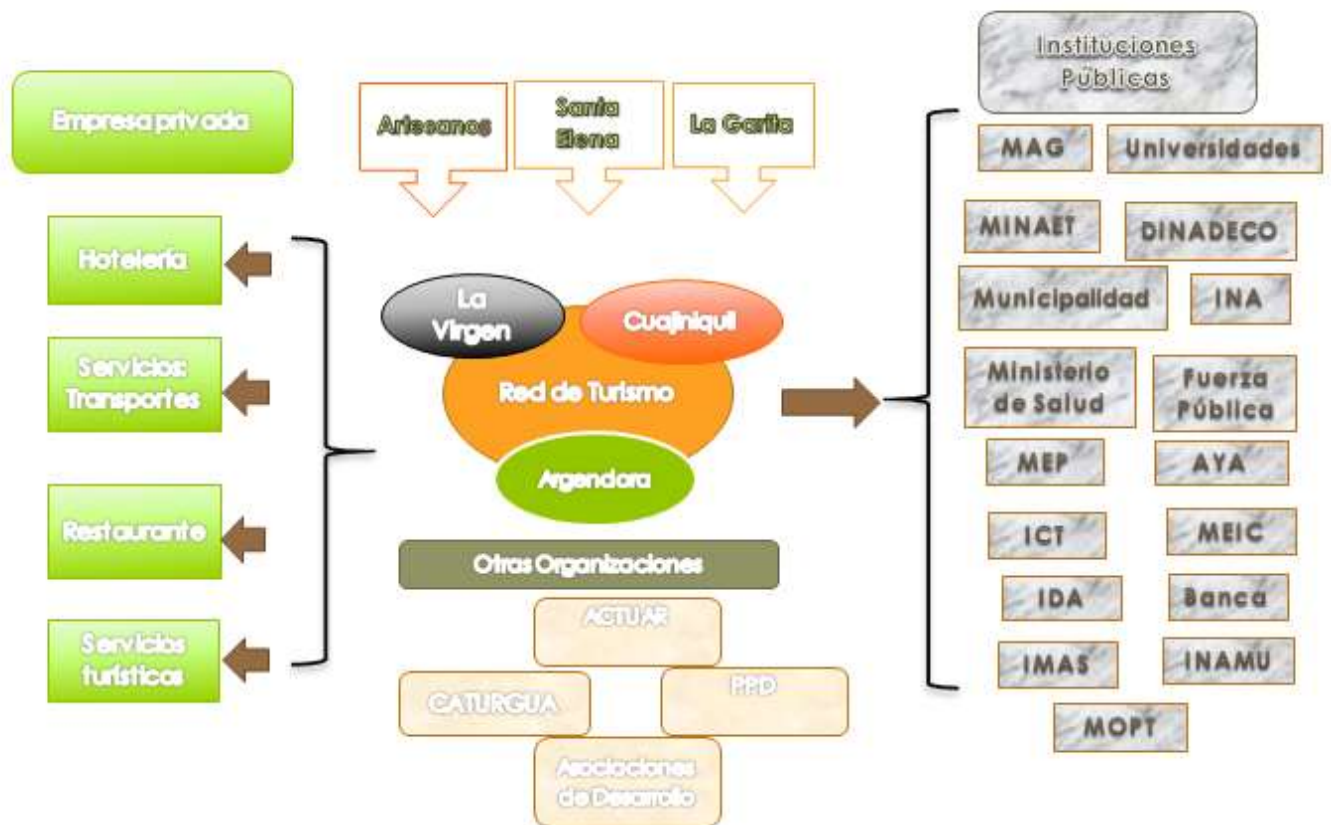 Empresa privada
Hotelería
Servicios:
Transportes
Restaurante
Servicios
turísticos
Artesanos
Santa
Elena
La Garita
La
Virgen
Cuajiniquil
Red de Turismo
Argendora
Otras Organizaciones
ACTUAR
CATURGUA
PPD
Asociaciones
de Desarrollo
Instituciones
Públicas
MAG
Universidades
MINAET
DINADECO
Municipalidad
INA
Ministerio
de Salud
Fuerza
Pública
MEP
AYA
ICT
MEIC
IDA
Banca
IMAS
INAMU
MOPT